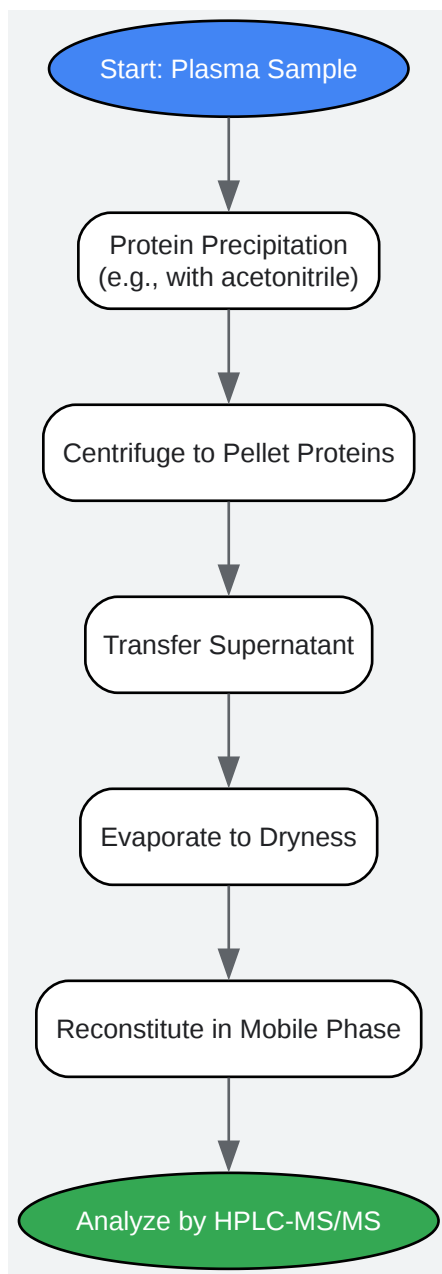 Start: Plasma Sample
Protein Precipitation
(e.g., with acetonitrile)
Centrifuge to Pellet Proteins
Transfer Supernatant
Evaporate to Dryness
Reconstitute in Mobile Phase
Analyze by HPLC-MS/MS